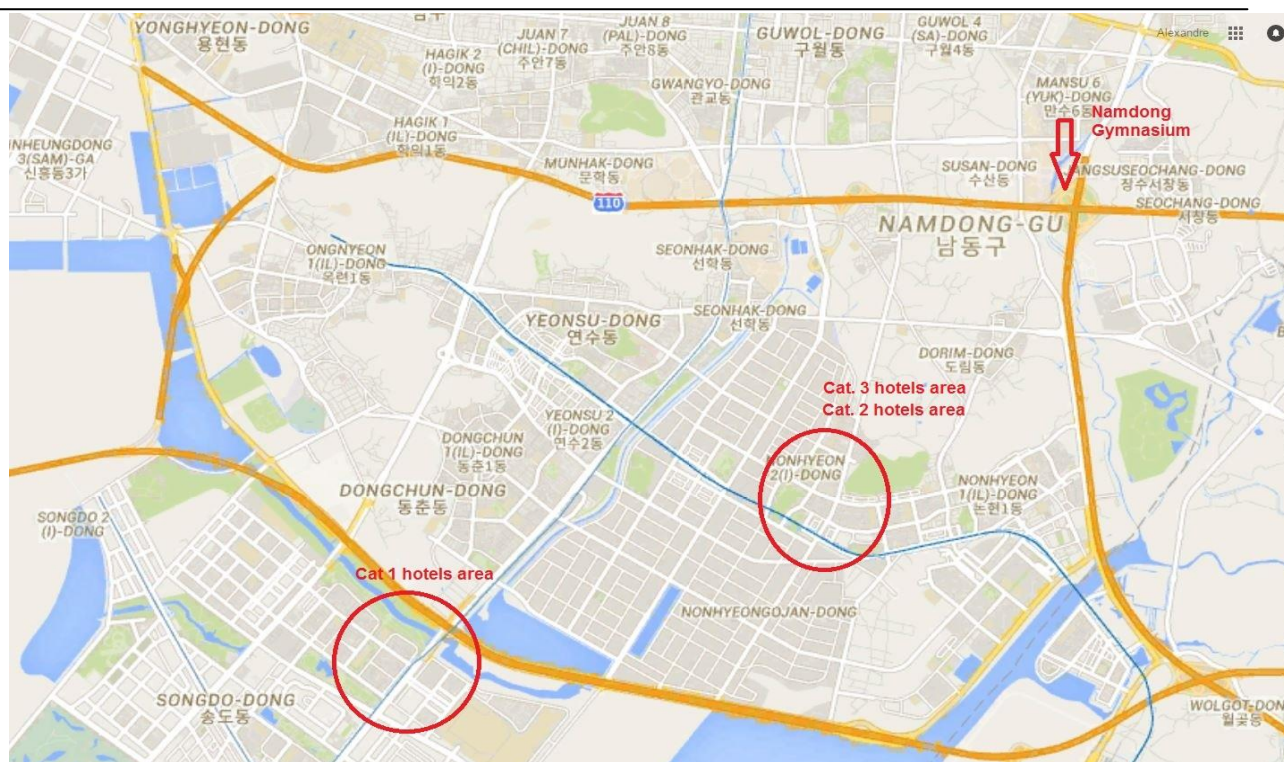 YONGHYEON-DONG
용현동
HAGIK 2
(I)-DONG
학익2동
JUAN 7
(CHIL)-DONG
주안7동
JUAN 8
(PAL)-DONG
주안8동
GUWOL-DONG
구월동
GUWOL 4
(SA)-DONG
구월4동
Alexandre
GWANGYO-DONG
관교동
MANSU 6
(YUK)-DONG
만수6동
Namdong
Gymnasium
HAGIK 1
(IL)-DONG
학익1동
NHEUNGDONG
3(SAM)-GA
신흥동3가
MUNHAK-DONG
문학동
SUSAN-DONG
수산동
ANGSUSEOCHANG-DONG
장수서창동
SEOCHANG-DONG
서창동
110
NAMDONG-GU
남동구
ONGNYEON
1(IL)-DONG
옥련1동
SEONHAK-DONG
선학동
YEONSU-DONG
연수동
SEONHAK-DONG
선학동
DORIM-DONG
도림동
Cat. 3 hotels area
Cat. 2 hotels area
YEONSU 2
(I)-DONG
연수2동
DONGCHUN
1(IL)-DONG
동춘1동
NONHYEON
2(I)-DONG
NONHYEON
1(IL)-DONG
논현1동
DONGCHUN-DONG
동춘동
SONGDO 2
(I)-DONG
Cat 1 hotels area
NONHYEONGOJAN-DONG
SONGDO-DONG
송도동
WOLGOT-DON
월곶동